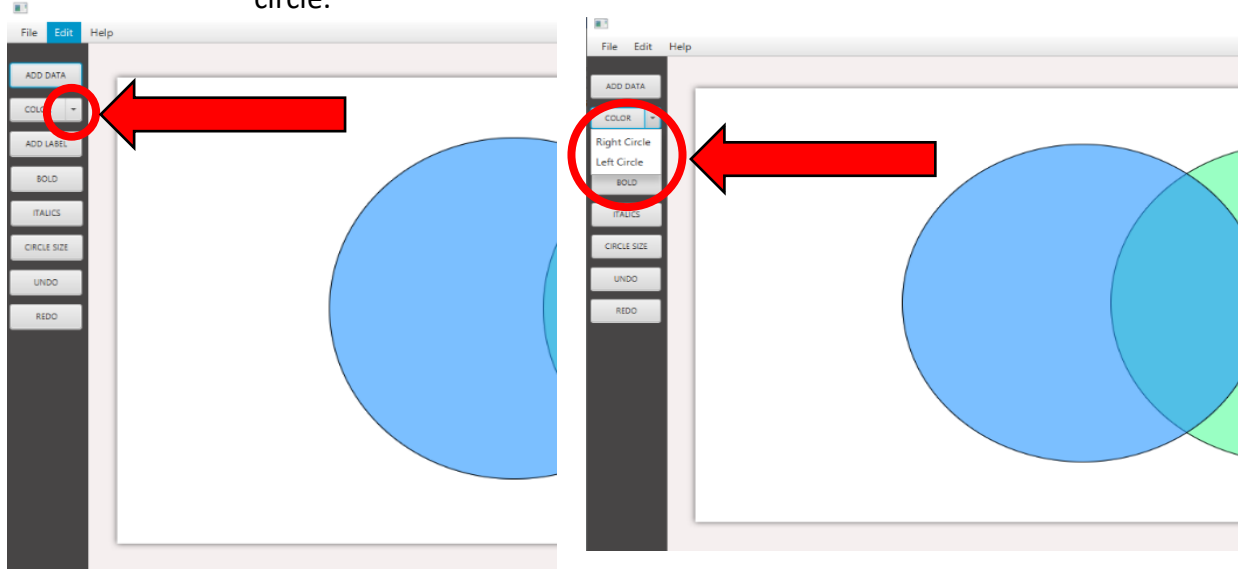 circle.
File Edit Help
ADD DATA
COLO
ADD LABEL
BOLD
ITALICS
CIRCLE SIZE
UNDO
REDO
File Edit Help
ADD DATA
COLOR
Right Circle
Left Circle
BOLD
ITALICS
CIRCLE SIZE
UNDO
REDO